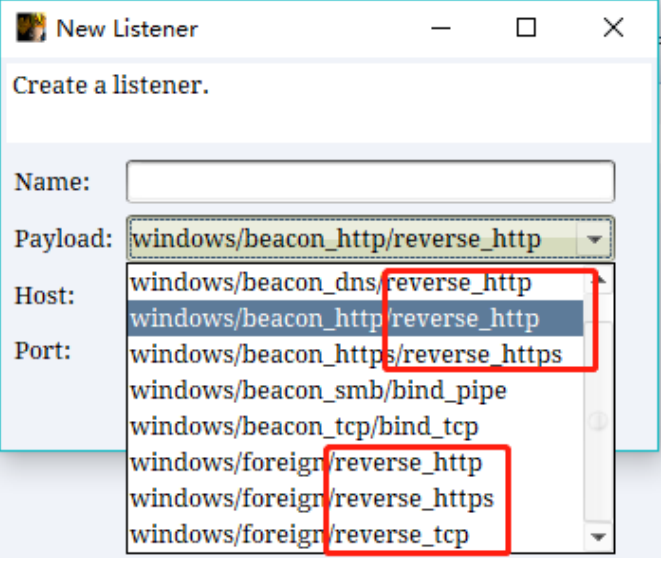 New Listener
Create a listener.
Name:
Payload: windows/beacon_http/reverse_http
windows/beacon_dns/reverse_http
Host:
windows/beacon_http/reverse_http
Port:
windows/beacon_https/reverse_https
windows/beacon_smb/bind_pipe
windows/beacon_tcp/bind_tcp
windows/foreign/reverse_http
windows/foreign/reverse_https
windows/foreign/reverse_tcp